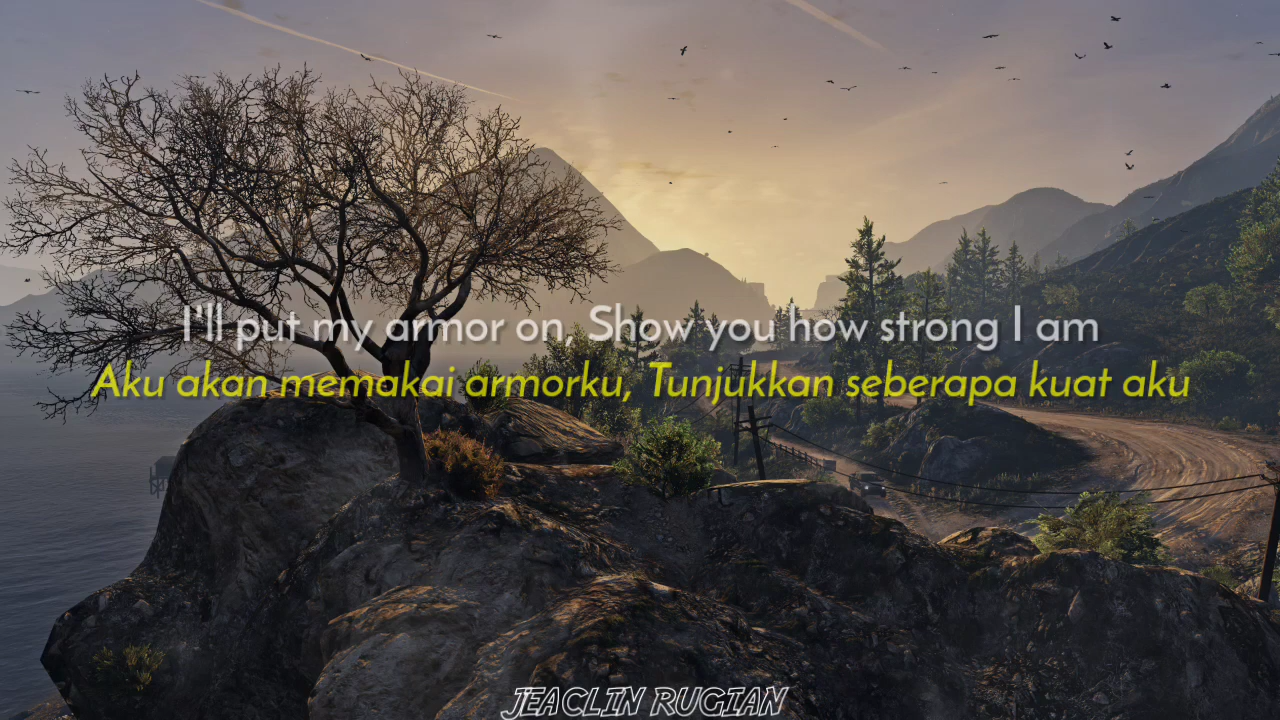 I'll put my armor on, Show you how strong I am
Aku akan memakai armorku, Tunjukkan seberapa kuat aku
JEACLIN RUGIAN